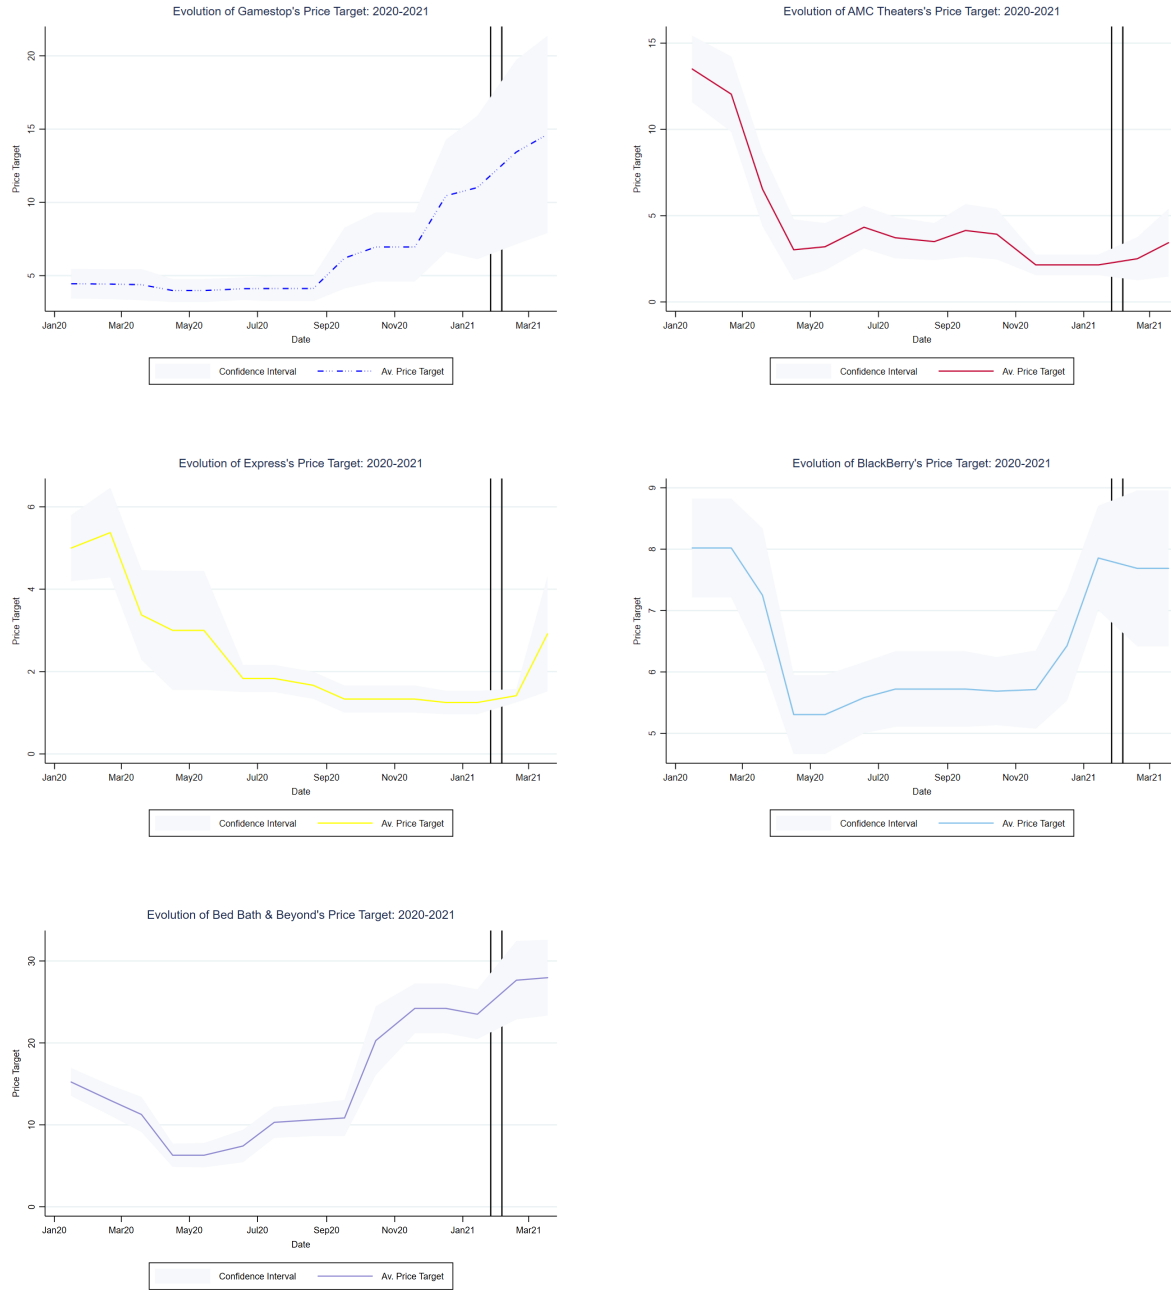 Evolution of Gamestop's Price Target: 2020-2021
Price Target
20
15
10
5
Jan20 Mar20 May20 Jul20 Sep20 Nov20 Jan21 Mar21
Date
Confidence Interval Av. Price Target
Evolution of AMC Theaters's Price Target: 2020-2021
Price Target
15
10
5
0
Jan20 Mar20 May20 Jul20 Sep20 Nov20 Jan21 Mar21
Date
Confidence Interval Av. Price Target
Evolution of Express's Price Target: 2020-2021
Price Target
6
4
2
0
Jan20 Mar20 May20 Jul20 Sep20 Nov20 Jan21 Mar21
Date
Confidence Interval Av. Price Target
Evolution of BlackBerry's Price Target: 2020-2021
Price Target
9
8
7
6
5
Jan20 Mar20 May20 Jul20 Sep20 Nov20 Jan21 Mar21
Date
Confidence Interval Av. Price Target
Evolution of Bed Bath & Beyond's Price Target: 2020-2021
Price Target
30
20
10
0
Jan20 Mar20 May20 Jul20 Sep20 Nov20 Jan21 Mar21
Date
Confidence Interval Av. Price Target